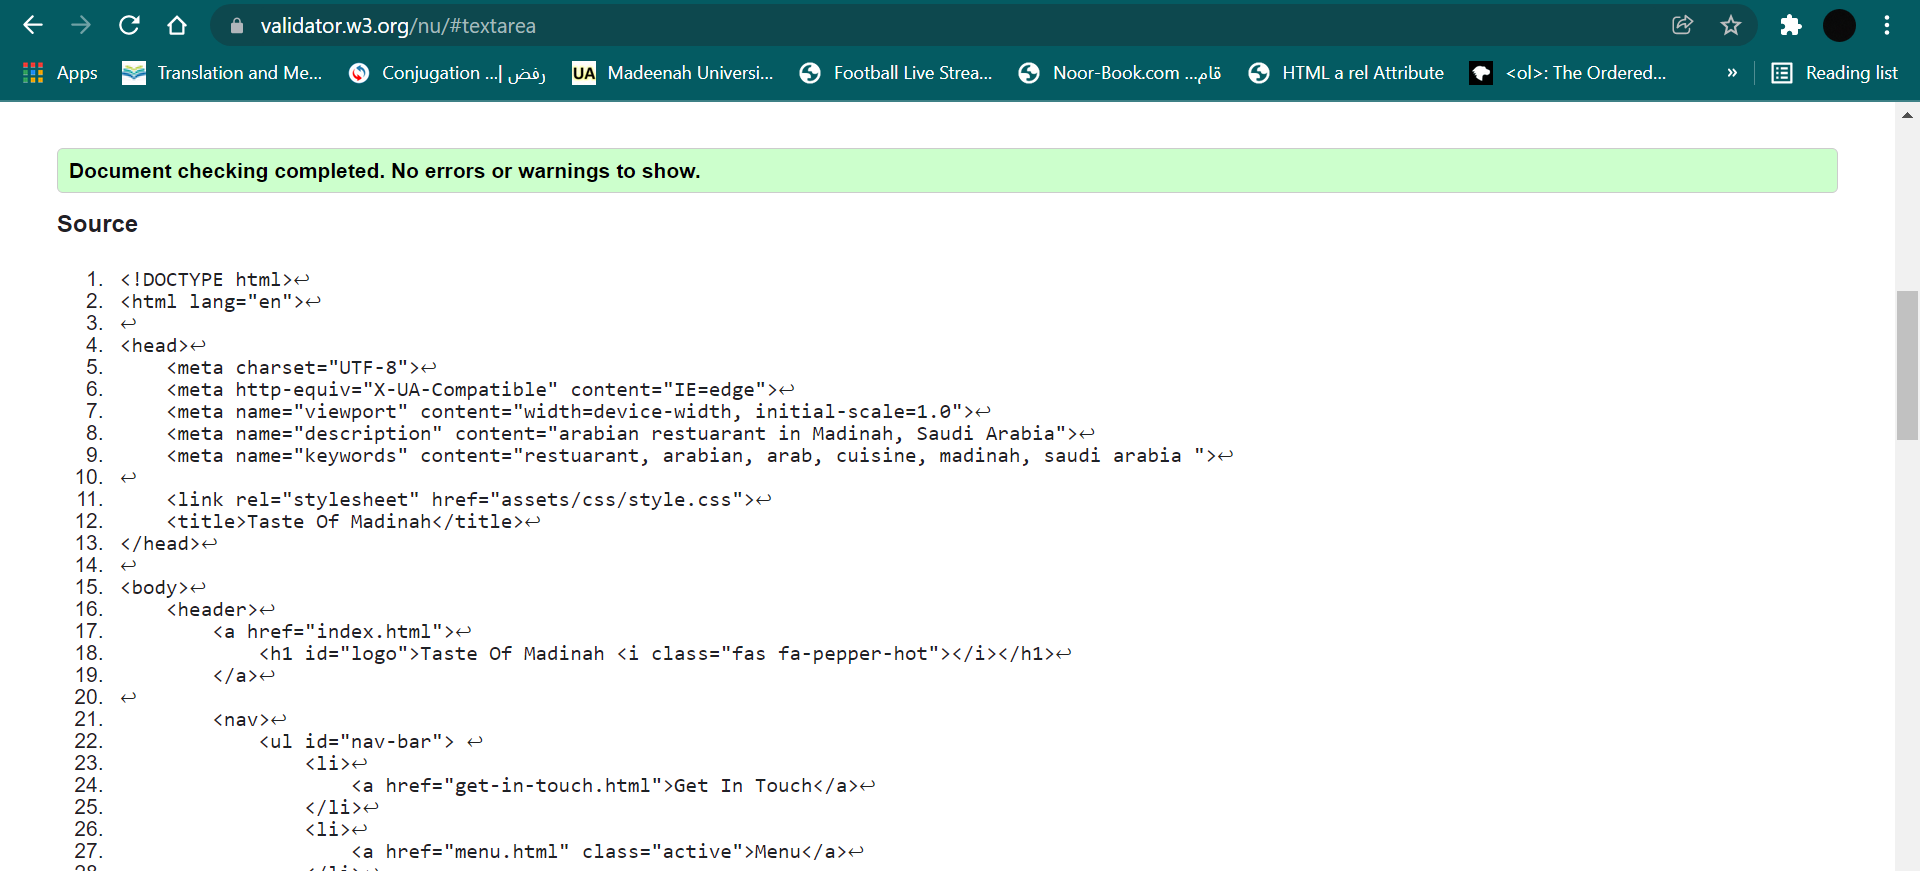 validator.w3.org/nu/#textarea
Apps Translation and Me... Conjugation ...| رفض UA Madeenah Universi... Football Live Strea... Noor-Book.com ...قام HTML a rel Attribute <ol>: The Ordered... » Reading list
Document checking completed. No errors or warnings to show.
Source
1. <!DOCTYPE html>↩
2. <html lang="en">↩
3. ↩
4. <head>↩
5. <meta charset="UTF-8">↩
6. <meta http-equiv="X-UA-Compatible" content="IE=edge">↩
7. <meta name="viewport" content="width=device-width, initial-scale=1.0">↩
8. <meta name="description" content="arabian restuarant in Madinah, Saudi Arabia">↩
9. <meta name="keywords" content="restuarant, arabian, arab, cuisine, madinah, saudi arabia ">↩
10. ↩
11. <link rel="stylesheet" href="assets/css/style.css">↩
12. <title>Taste Of Madinah</title>↩
13. </head>↩
14. ↩
15. <body>↩
16. <header>↩
17. <a href="index.html">↩
18. <h1 id="logo">Taste Of Madinah <i class="fas fa-pepper-hot"></i></h1>↩
19. </a>↩
20. ↩
21. <nav>↩
22. <ul id="nav-bar"> ↩
23. <li>↩
24. <a href="get-in-touch.html">Get In Touch</a>↩
25. </li>↩
26. <li>↩
27. <a href="menu.html" class="active">Menu</a>↩
28. </li>↩